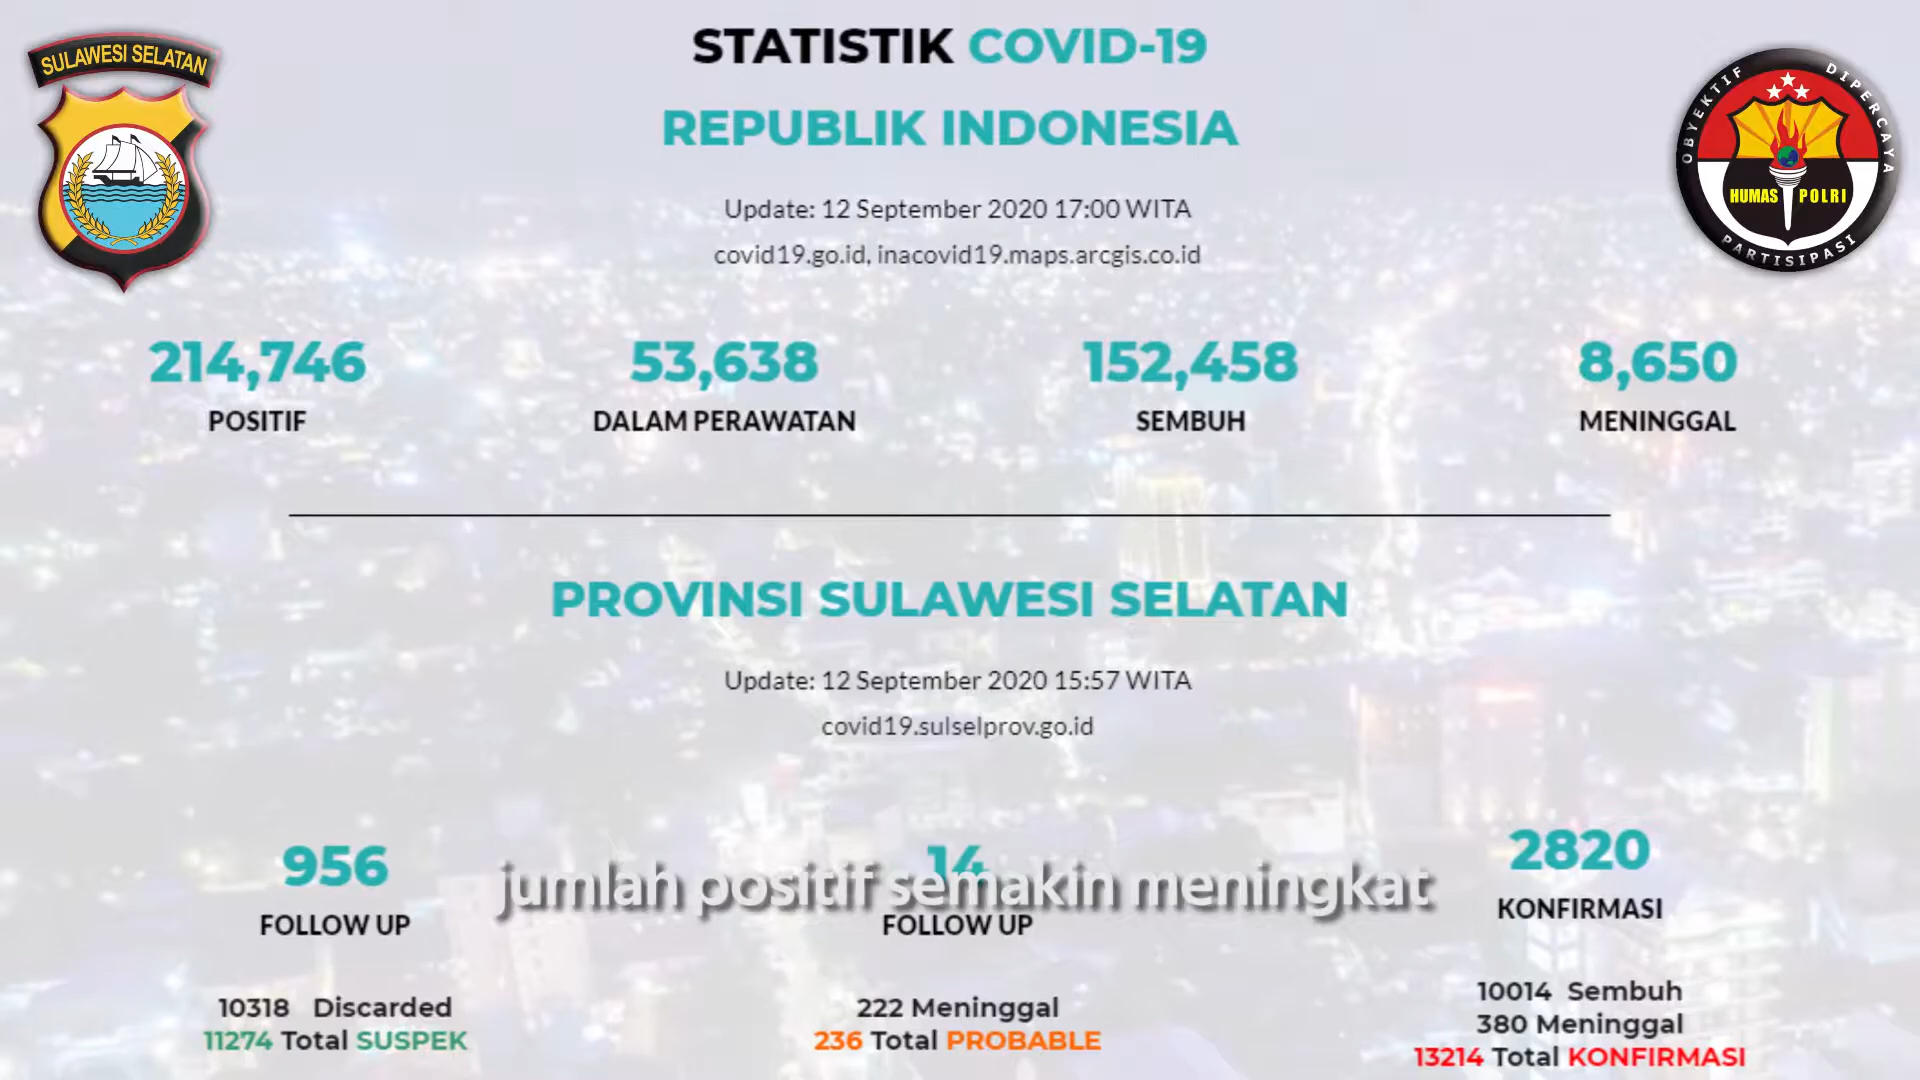 SULAWESI SELATAN
STATISTIK COVID-19
REPUBLIK INDONESIA
OBYEKTIF
DIPERCAYA
HUMAS POLRI
PARTISIPASI
Update: 12 September 2020 17:00 WITA
covid19.go.id, inacovid19.maps.arcgis.co.id
214,746
POSITIF
53,638
DALAM PERAWATAN
152,458
SEMBUH
8,650
MENINGGAL
PROVINSI SULAWESI SELATAN
Update: 12 September 2020 15:57 WITA
covid19.sulselprov.go.id
956
FOLLOW UP
10318 Discarded
11274 Total SUSPEK
14
jumlah positif semakin meningkat
FOLLOW UP
222 Meninggal
236 Total PROBABLE
2820
KONFIRMASI
10014 Sembuh
380 Meninggal
13214 Total KONFIRMASI